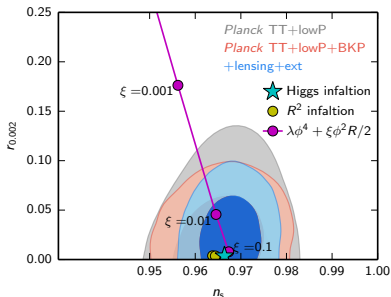 0.25
0.20
0.15
0.10
0.05
0.00
r0.002
Planck TT+lowP
Planck TT+lowP+BKP
+lensing+ext
Higgs infaltion
R² infaltion
λϕ⁴ + ξϕ²R/2
ξ=0.001
ξ=0.01
ξ=0.1
0.95 0.96 0.97 0.98 0.99 1.00
ns